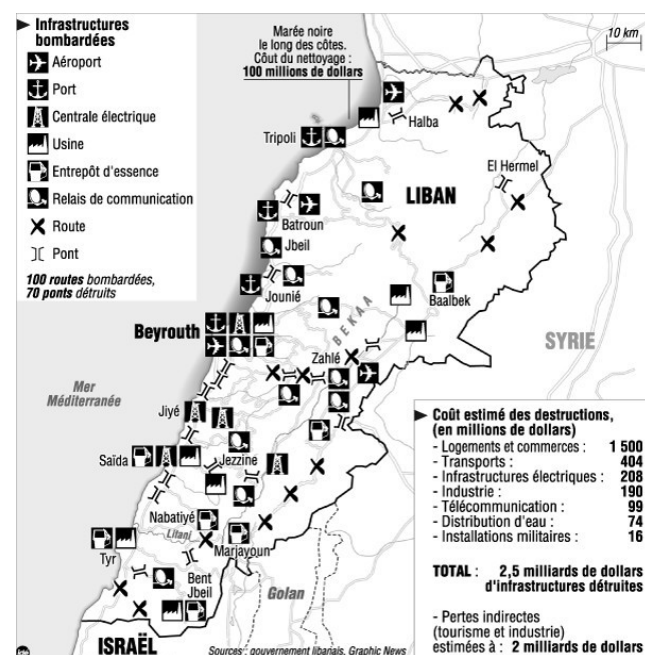 Infrastructures
bombardées
Aéroport
Port
Centrale électrique
Usine
Entrepôt d'essence
Relais de communication
Route
Pont
100 routes bombardées,
70 ponts détruits
Marée noire
le long des côtes.
Côut du nettoyage :
100 millions de dollars
10 km
Halba
Tripoli
El Hermel
LIBAN
Batroun
Jbeil
Jounié
Baalbek
BEKAA
Beyrouth
Zahlé
SYRIE
Mer
Méditerranée
Jiyé
Saïda
Jezzine
Nabatiyé
Litani
Marjayoun
Tyr
Bent
Jbeil
Golan
ISRAËL
Sources : gouvernement libanais, Graphic News
Coût estimé des destructions,
(en millions de dollars)
- Logements et commerces : 1 500
- Transports : 404
- Infrastructures électriques : 208
- Industrie : 190
- Télécommunication : 99
- Distribution d'eau : 74
- Installations militaires : 16
TOTAL : 2,5 milliards de dollars
d'infrastructures détruites
- Pertes indirectes
(tourisme et industrie)
estimées à : 2 milliards de dollars